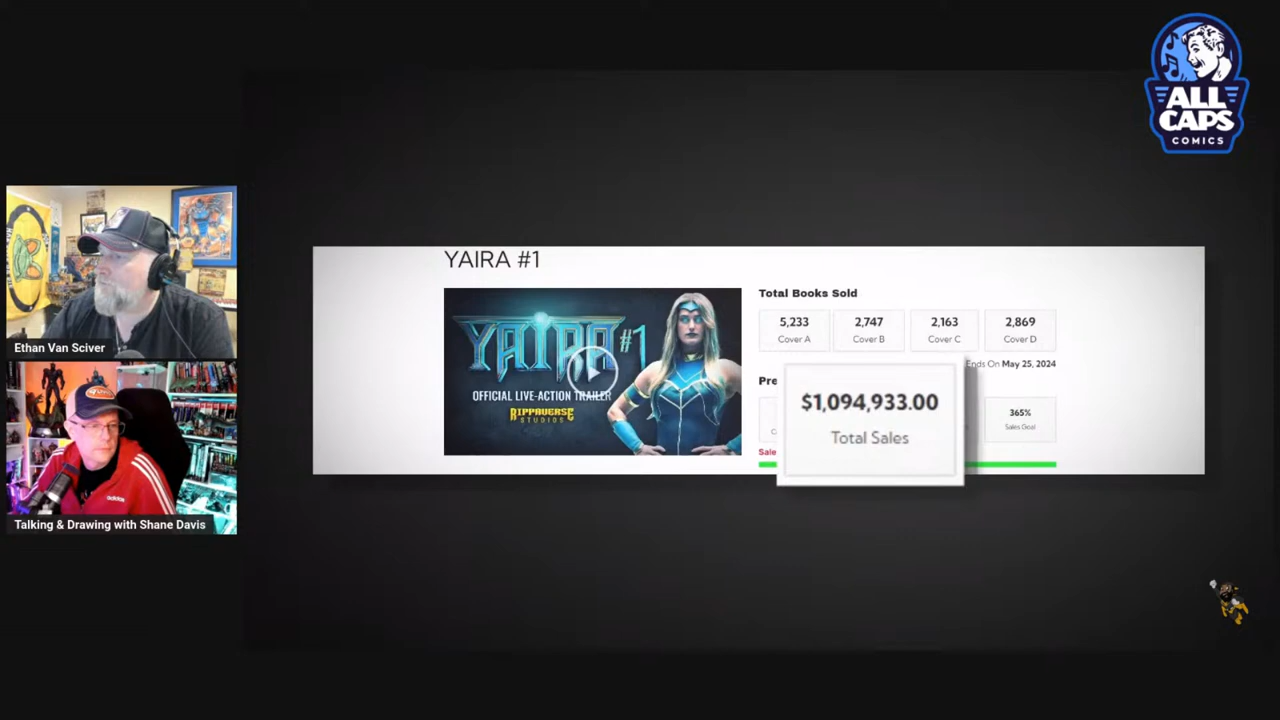 ALL
CAPS
COMICS
Ethan Van Sciver
Talking & Drawing with Shane Davis
adidas
YAIRA #1
YAIRA #1
OFFICIAL LIVE-ACTION TRAILER
RIPPAVERSE
STUDIOS
Total Books Sold
5,233
Cover A
2,747
Cover B
2,163
Cover C
2,869
Cover D
Ends On May 25, 2024
Pre
$1,094,933.00
Total Sales
365%
Sales Goal
Sale